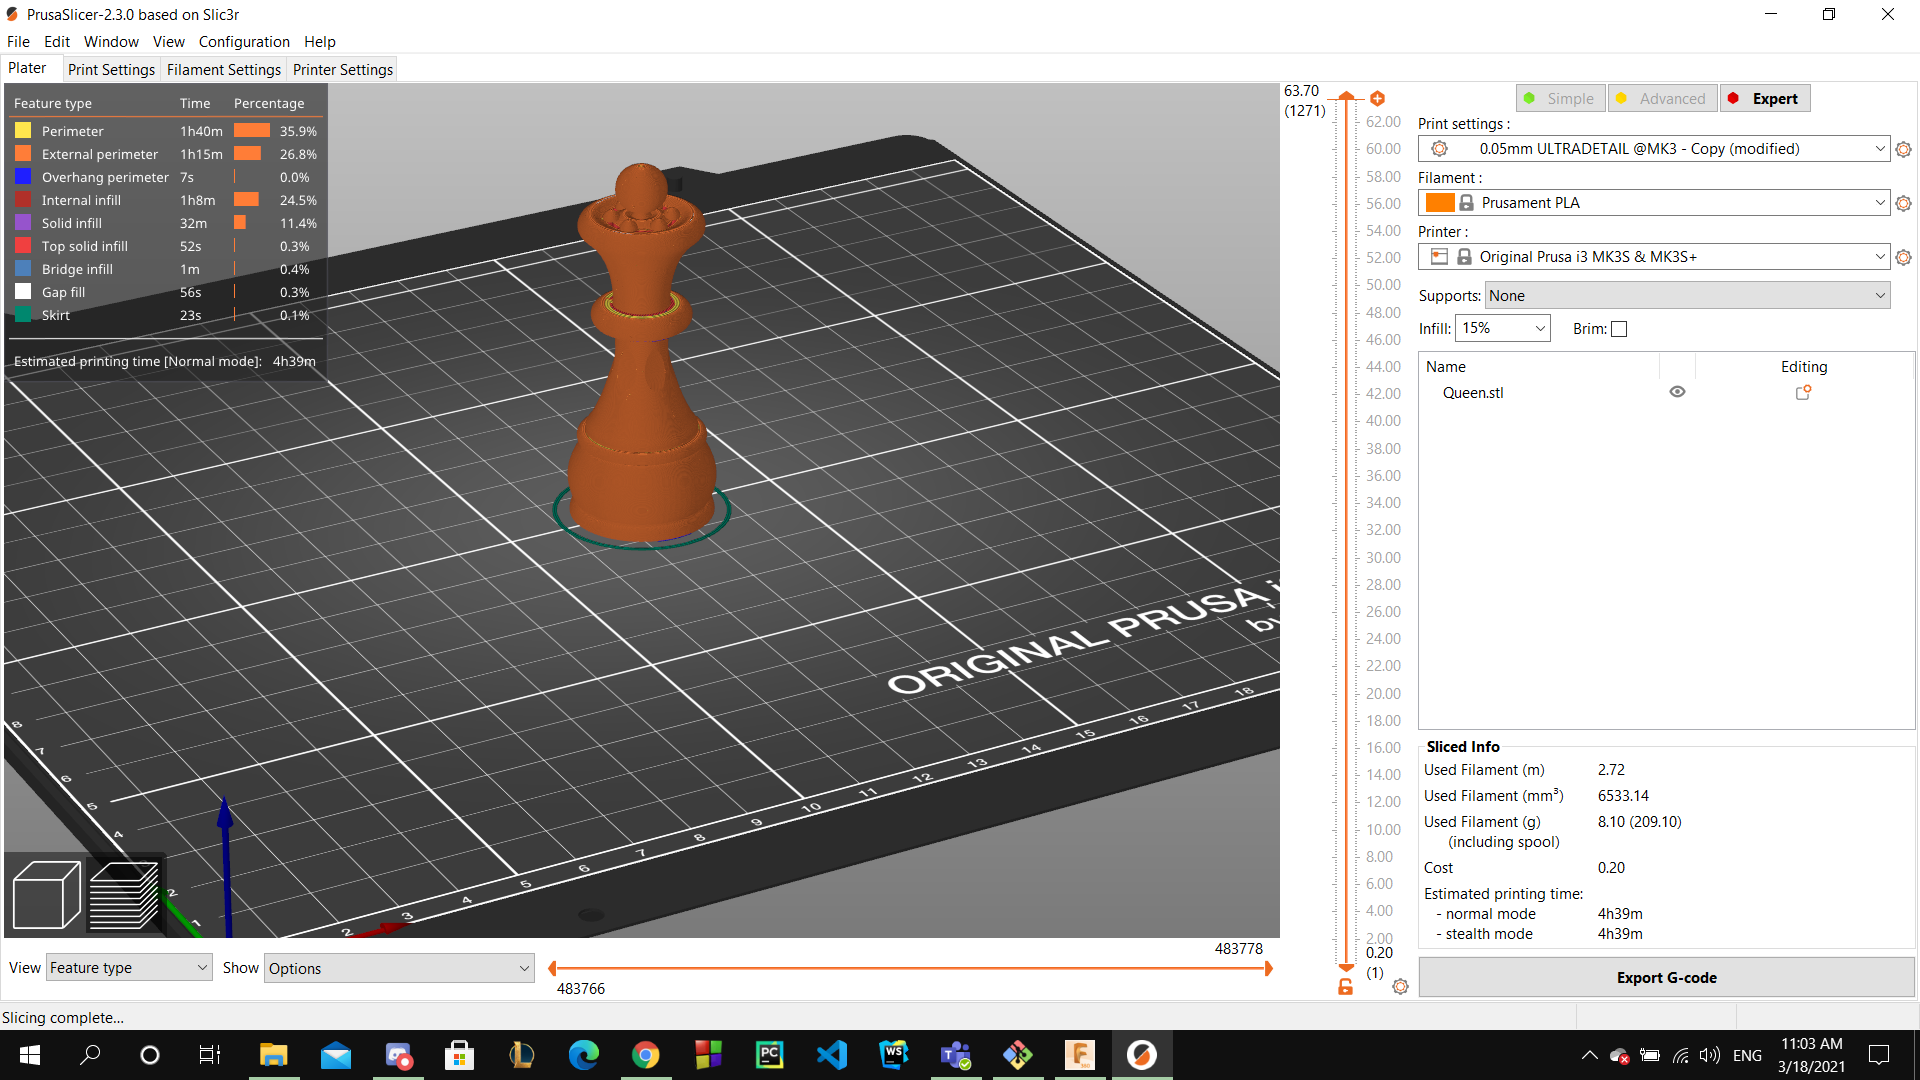 PrusaSlicer-2.3.0 based on Slic3r
File Edit Window View Configuration Help
Plater Print Settings Filament Settings Printer Settings
Feature type Time Percentage
Perimeter 1h40m 35.9%
External perimeter 1h15m 26.8%
Overhang perimeter 7s 0.0%
Internal infill 1h8m 24.5%
Solid infill 32m 11.4%
Top solid infill 52s 0.3%
Bridge infill 1m 0.4%
Gap fill 56s 0.3%
Skirt 23s 0.1%
Estimated printing time [Normal mode]: 4h39m
ORIGINAL PRUSA i
by
8
7
6
5
4
2
1
2 3 4 5 6 7 8 9 10 11 12 13 14 15 16 17 18
63.70
(1271)
62.00
60.00
58.00
56.00
54.00
52.00
50.00
48.00
46.00
44.00
42.00
40.00
38.00
36.00
34.00
32.00
30.00
28.00
26.00
24.00
22.00
20.00
18.00
16.00
14.00
12.00
10.00
8.00
6.00
4.00
2.00
0.20
(1)
Simple Advanced Expert
Print settings :
0.05mm ULTRADETAIL @MK3 - Copy (modified)
Filament :
Prusament PLA
Printer :
Original Prusa i3 MK3S & MK3S+
Supports: None
Infill: 15% Brim:
Name Editing
Queen.stl
Sliced Info
Used Filament (m) 2.72
Used Filament (mm³) 6533.14
Used Filament (g) 8.10 (209.10)
(including spool)
Cost 0.20
Estimated printing time:
- normal mode 4h39m
- stealth mode 4h39m
Export G-code
View Feature type Show Options
483778
483766
Slicing complete...
PC
WS
F
ENG
11:03 AM
3/18/2021